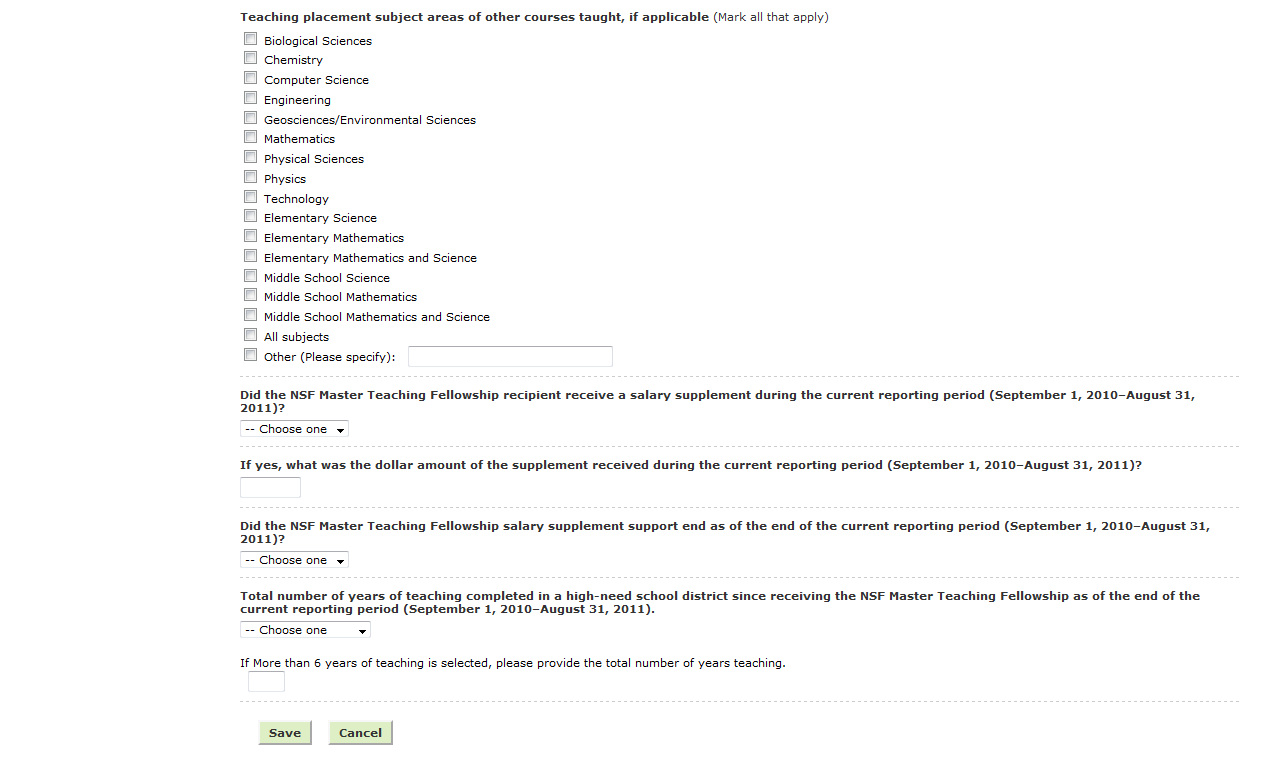 Teaching placement subject areas of other courses taught, if applicable (Mark all that apply)
Biological Sciences
Chemistry
Computer Science
Engineering
Geosciences/Environmental Sciences
Mathematics
Physical Sciences
Physics
Technology
Elementary Science
Elementary Mathematics
Elementary Mathematics and Science
Middle School Science
Middle School Mathematics
Middle School Mathematics and Science
All subjects
Other (Please specify):
Did the NSF Master Teaching Fellowship recipient receive a salary supplement during the current reporting period (September 1, 2010–August 31,
2011)?
-- Choose one
If yes, what was the dollar amount of the supplement received during the current reporting period (September 1, 2010–August 31, 2011)?
Did the NSF Master Teaching Fellowship salary supplement support end as of the end of the current reporting period (September 1, 2010–August 31,
2011)?
-- Choose one
Total number of years of teaching completed in a high-need school district since receiving the NSF Master Teaching Fellowship as of the end of the
current reporting period (September 1, 2010–August 31, 2011).
-- Choose one
If More than 6 years of teaching is selected, please provide the total number of years teaching.
Save Cancel